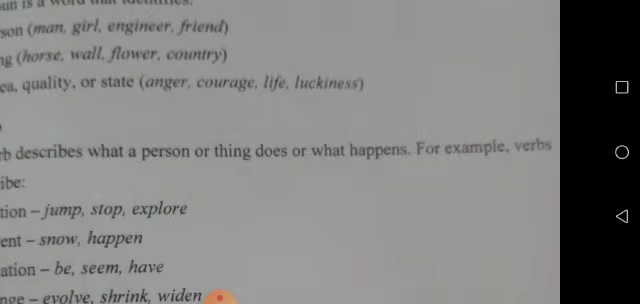 un is a word that identifies:
son (man, girl, engineer, friend)
ng (horse, wall, flower, country)
ea, quality, or state (anger, courage, life, luckiness)
rb describes what a person or thing does or what happens. For example, verbs
ibe:
tion – jump, stop, explore
ent – snow, happen
ation – be, seem, have
nge – evolve, shrink, widen